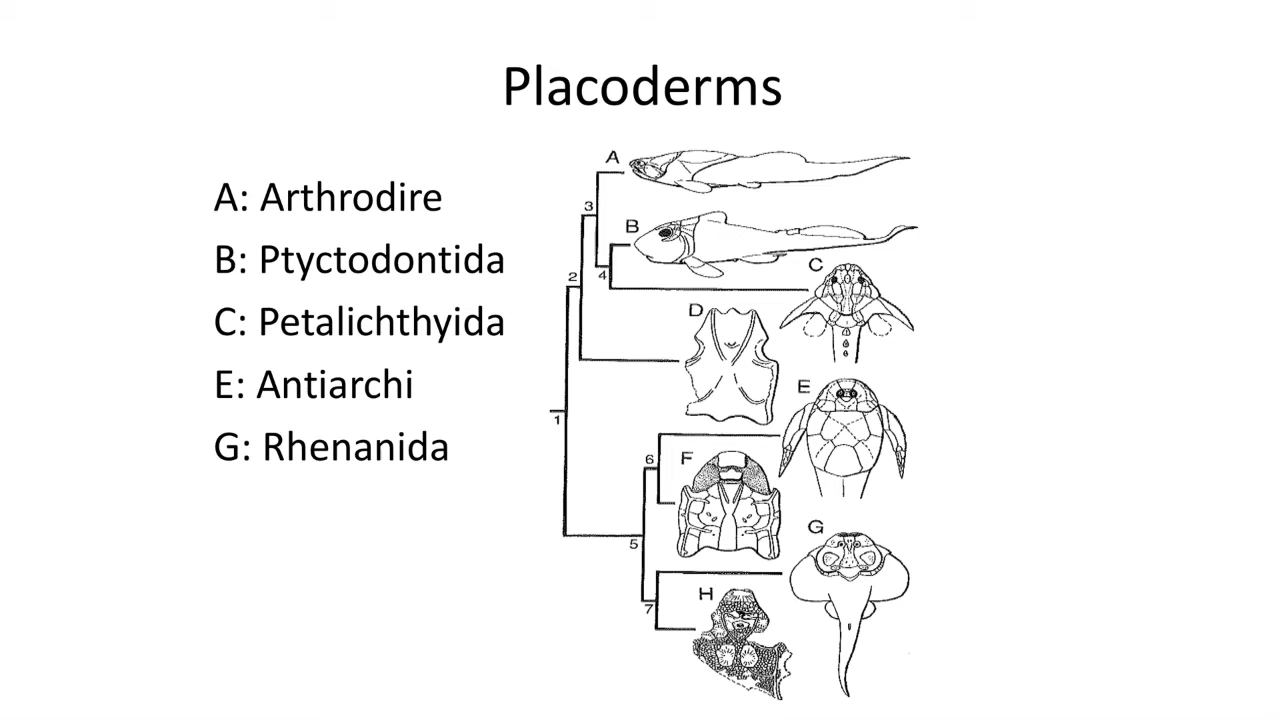 Placoderms
A: Arthrodire
B: Ptyctodontida
C: Petalichthyida
E: Antiarchi
G: Rhenanida
A
3
B
4
C
2
D
E
1
6
F
G
5
H
7